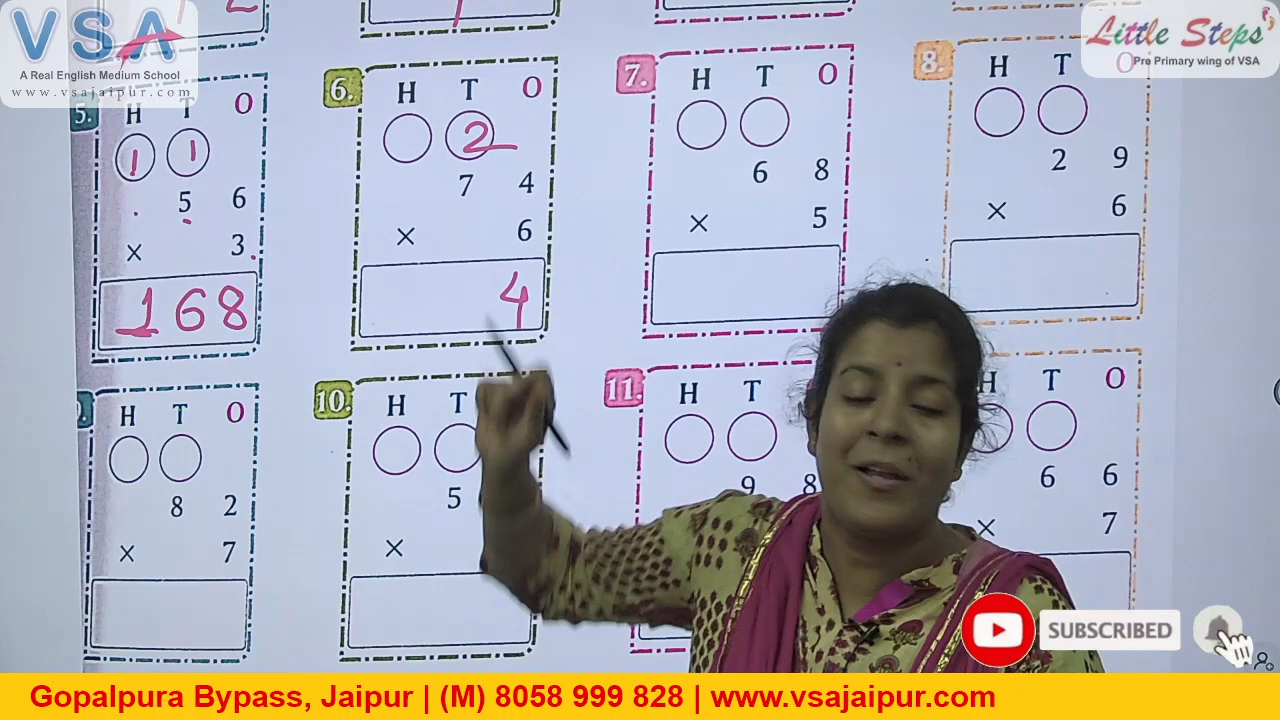 VSA
A Real English Medium School
www.vsajaipur.com
Little Steps
Pre Primary wing of VSA
5.
H T O
1 1
5 6
× 3
168
6.
H T O
2
7 4
× 6
4
7.
H T O
6 8
× 5
8.
H T O
2 9
× 6
H T O
8 2
× 7
10.
H T
5
×
11.
H T
9 8
H T O
6 6
× 7
SUBSCRIBED
Gopalpura Bypass, Jaipur | (M) 8058 999 828 | www.vsajaipur.com